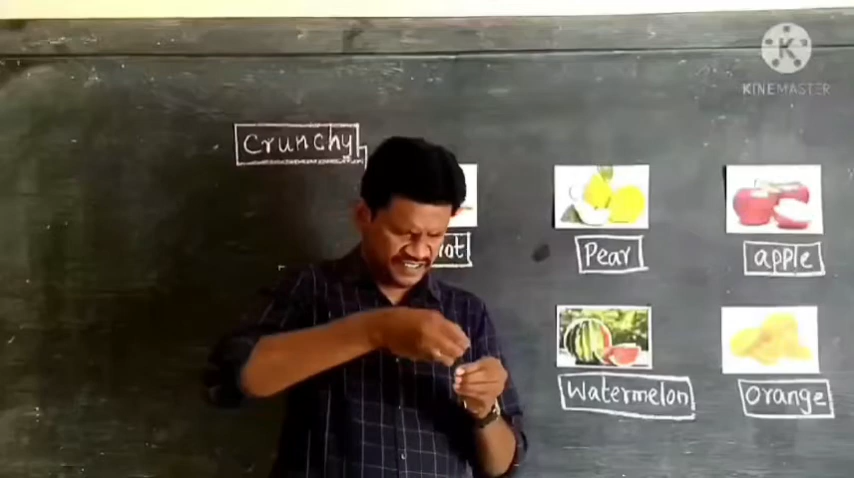 KINEMASTER
crunchy
Pear
apple
Watermelon
Orange